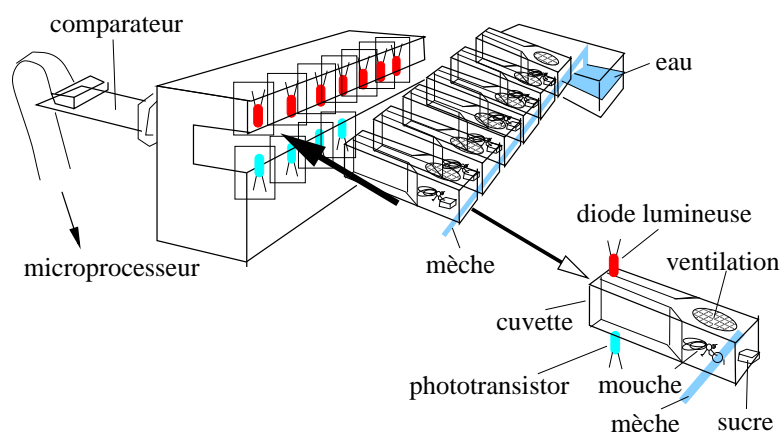 comparateur
eau
microprocesseur
mèche
diode lumineuse
ventilation
cuvette
phototransistor
mouche
mèche
sucre